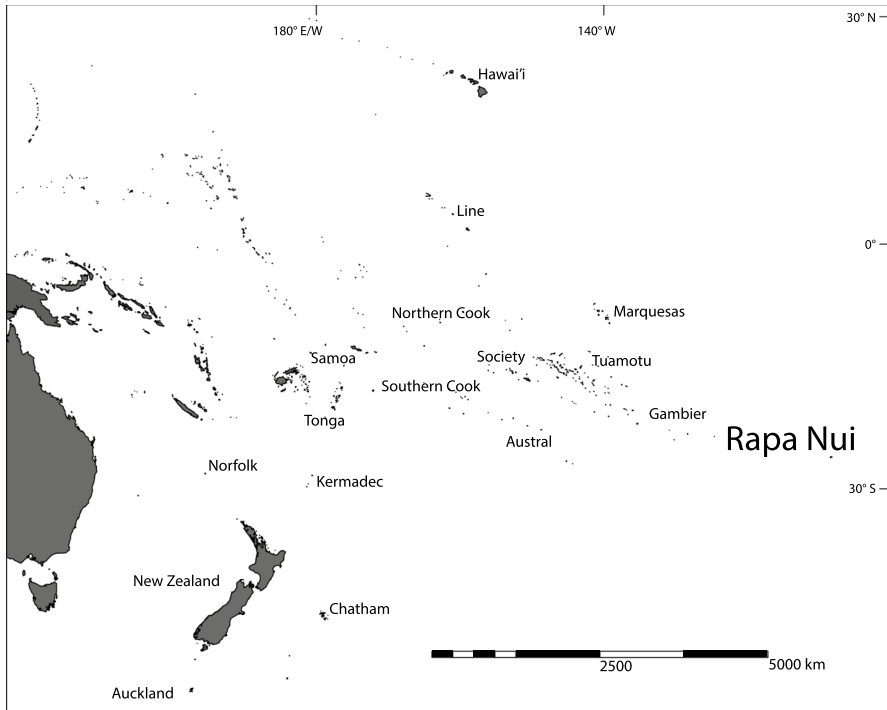 180° E/W
140° W
30° N
Hawai'i
Line
0°
Northern Cook
Marquesas
Samoa
Society
Tuamotu
Southern Cook
Tonga
Gambier
Austral
Rapa Nui
Norfolk
Kermadec
30° S
New Zealand
Chatham
2500
5000 km
Auckland